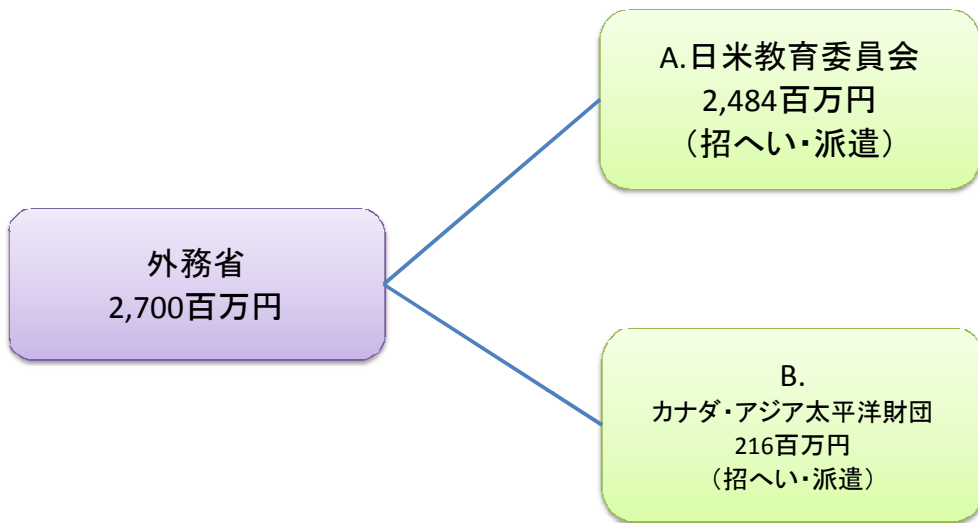 外務省
2,700百万円
A.日米教育委員会
2,484百万円
（招へい・派遣）
B.
カナダ・アジア太平洋財団
216百万円
（招へい・派遣）